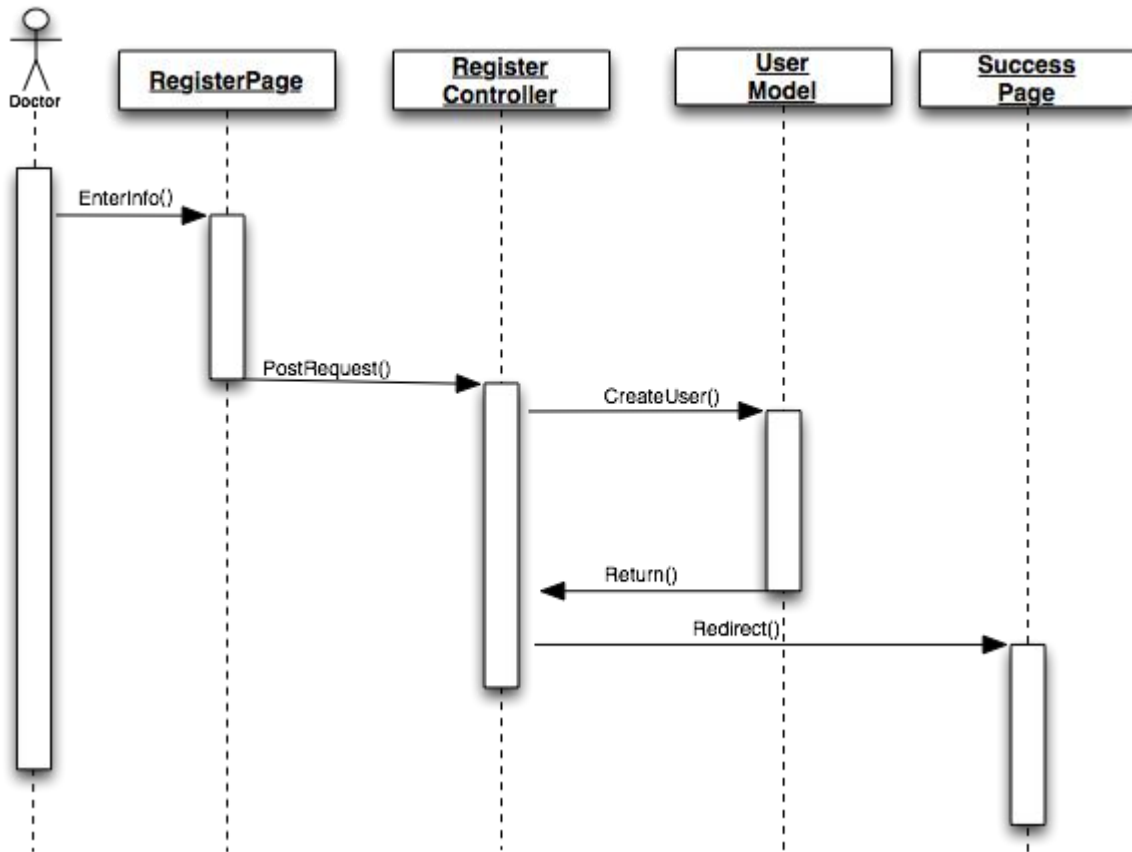 Doctor
RegisterPage
Register
Controller
User
Model
Success
Page
EnterInfo()
PostRequest()
CreateUser()
Return()
Redirect()